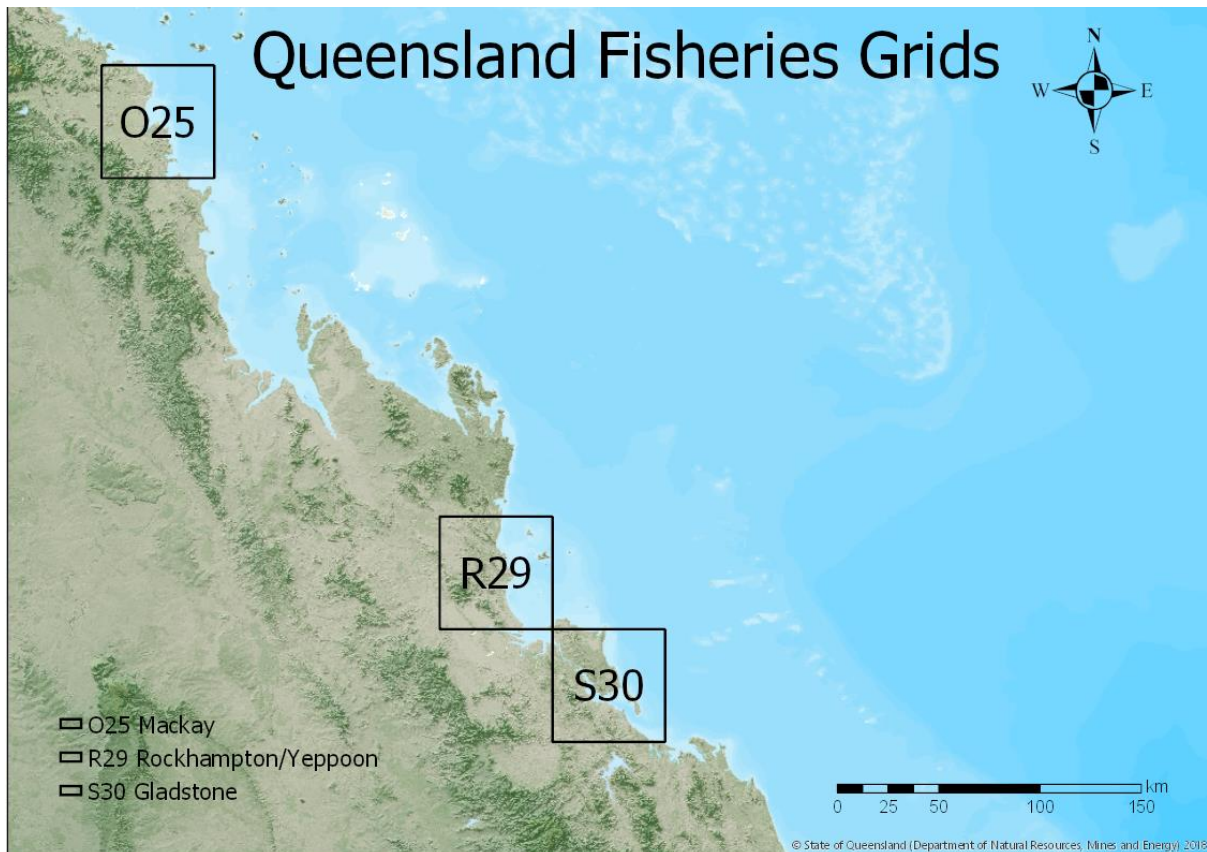 Queensland Fisheries Grids
N
W E
S
O25
R29
S30
O25 Mackay
R29 Rockhampton/Yeppoon
S30 Gladstone
km
0 25 50 100 150
© State of Queensland (Department of Natural Resources, Mines and Energy) 2018